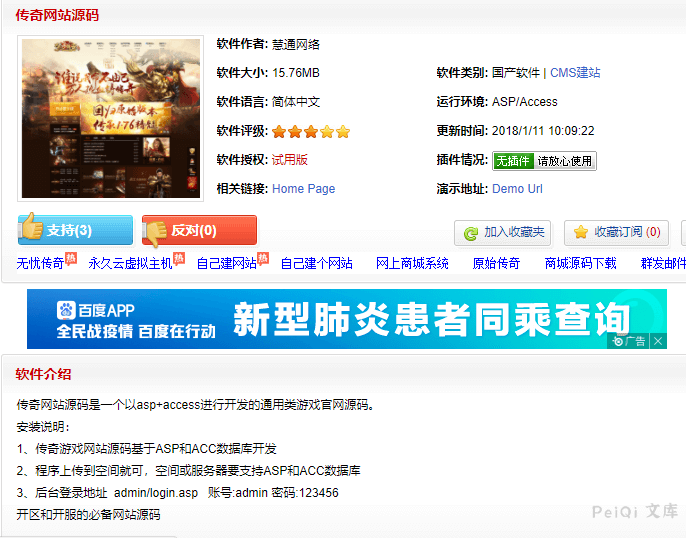 传奇网站源码
软件作者: 慧通网络
软件大小: 15.76MB
软件类别: 国产软件 | CMS建站
软件语言: 简体中文
运行环境: ASP/Access
软件评级:
更新时间: 2018/1/11 10:09:22
软件授权: 试用版
插件情况: 无插件 请放心使用
相关链接: Home Page
演示地址: Demo Url
回归原始版本
支持(3)
反对(0)
加入收藏夹
收藏订阅 (0)
无忧传奇 热 永久云虚拟主机 热 自己建网站 热 自己建个网站 网上商城系统 原始传奇 商城源码下载 群发邮件
百度APP
全民战疫情 百度在行动
新型肺炎患者同乘查询
广告
软件介绍
传奇网站源码是一个以asp+access进行开发的通用类游戏官网源码。
安装说明:
1、传奇游戏网站源码基于ASP和ACC数据库开发
2、程序上传到空间就可，空间或服务器要支持ASP和ACC数据库
3、后台登录地址 admin/login.asp 账号:admin 密码:123456
开区和开服的必备网站源码
PeiQi 文库